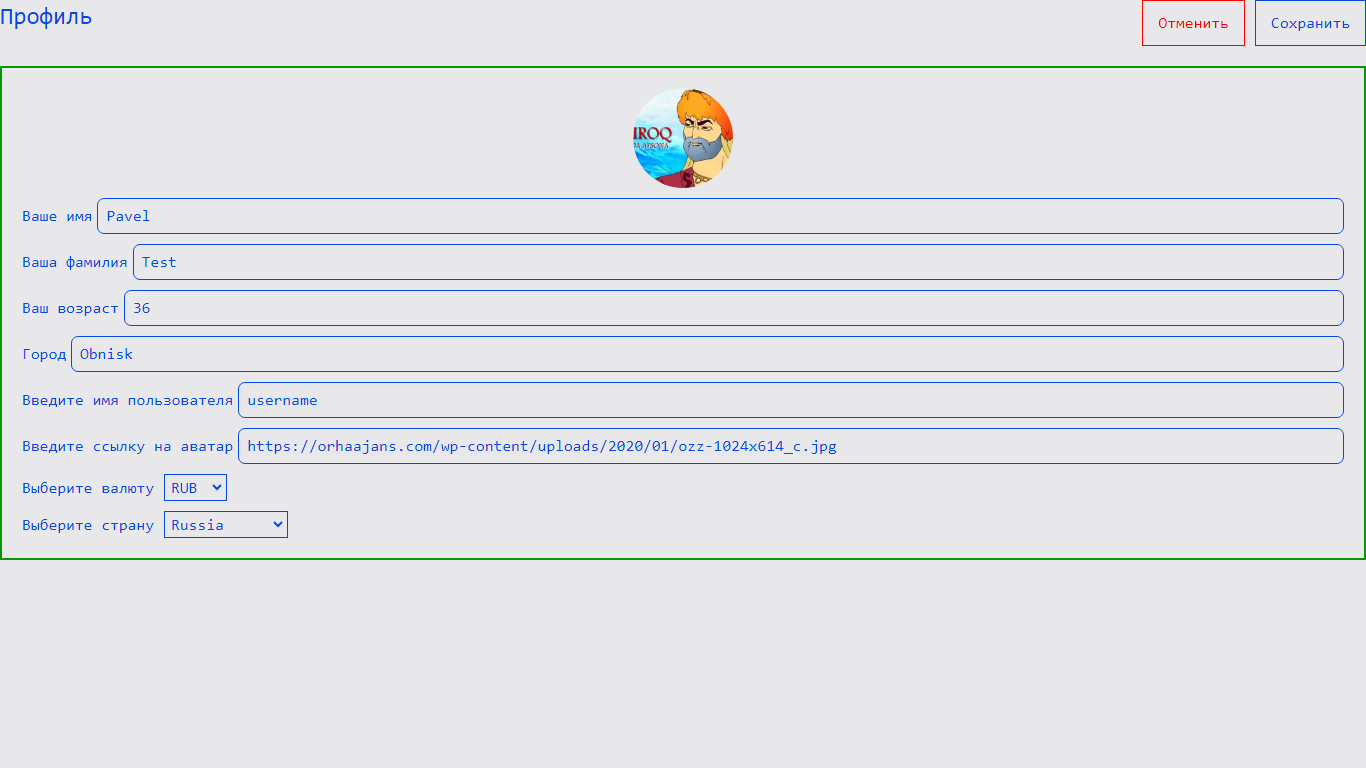 Профиль
Отменить
Сохранить
IROQ
DA AFSONA
Ваше имя Pavel
Ваша фамилия Test
Ваш возраст 36
Город Obnisk
Введите имя пользователя username
Введите ссылку на аватар https://orhaajans.com/wp-content/uploads/2020/01/ozz-1024x614_c.jpg
Выберите валюту RUB
Выберите страну Russia